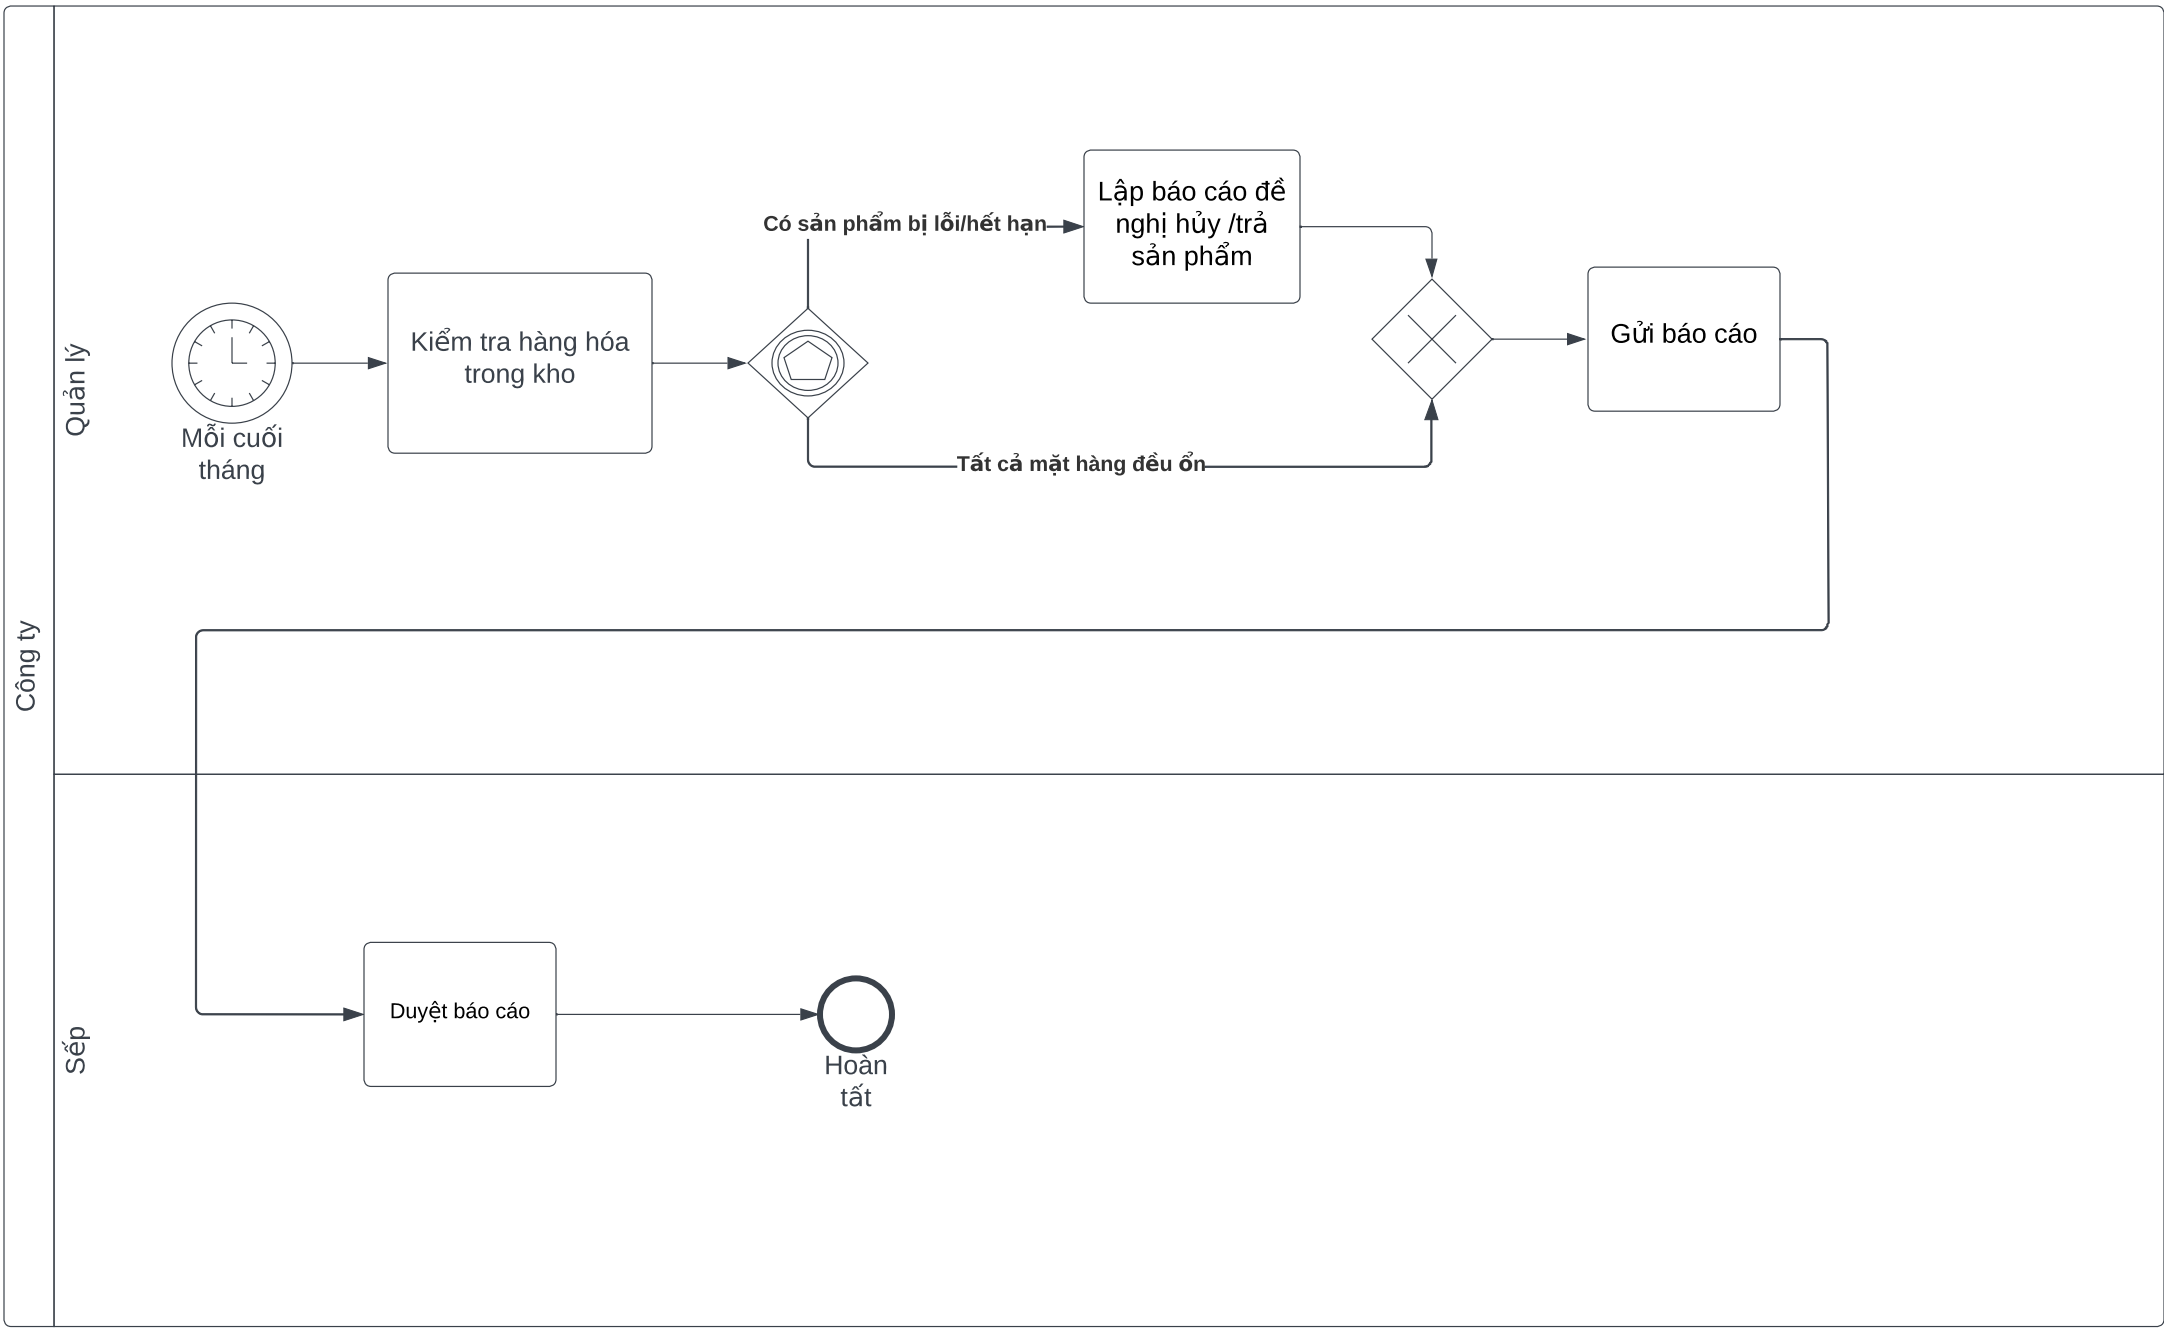 Công ty
Quản lý
Mỗi cuối
tháng
Kiểm tra hàng hóa
trong kho
Có sản phẩm bị lỗi/hết hạn
Tất cả mặt hàng đều ổn
Lập báo cáo đề
nghị hủy /trả
sản phẩm
Gửi báo cáo
Sếp
Duyệt báo cáo
Hoàn
tất